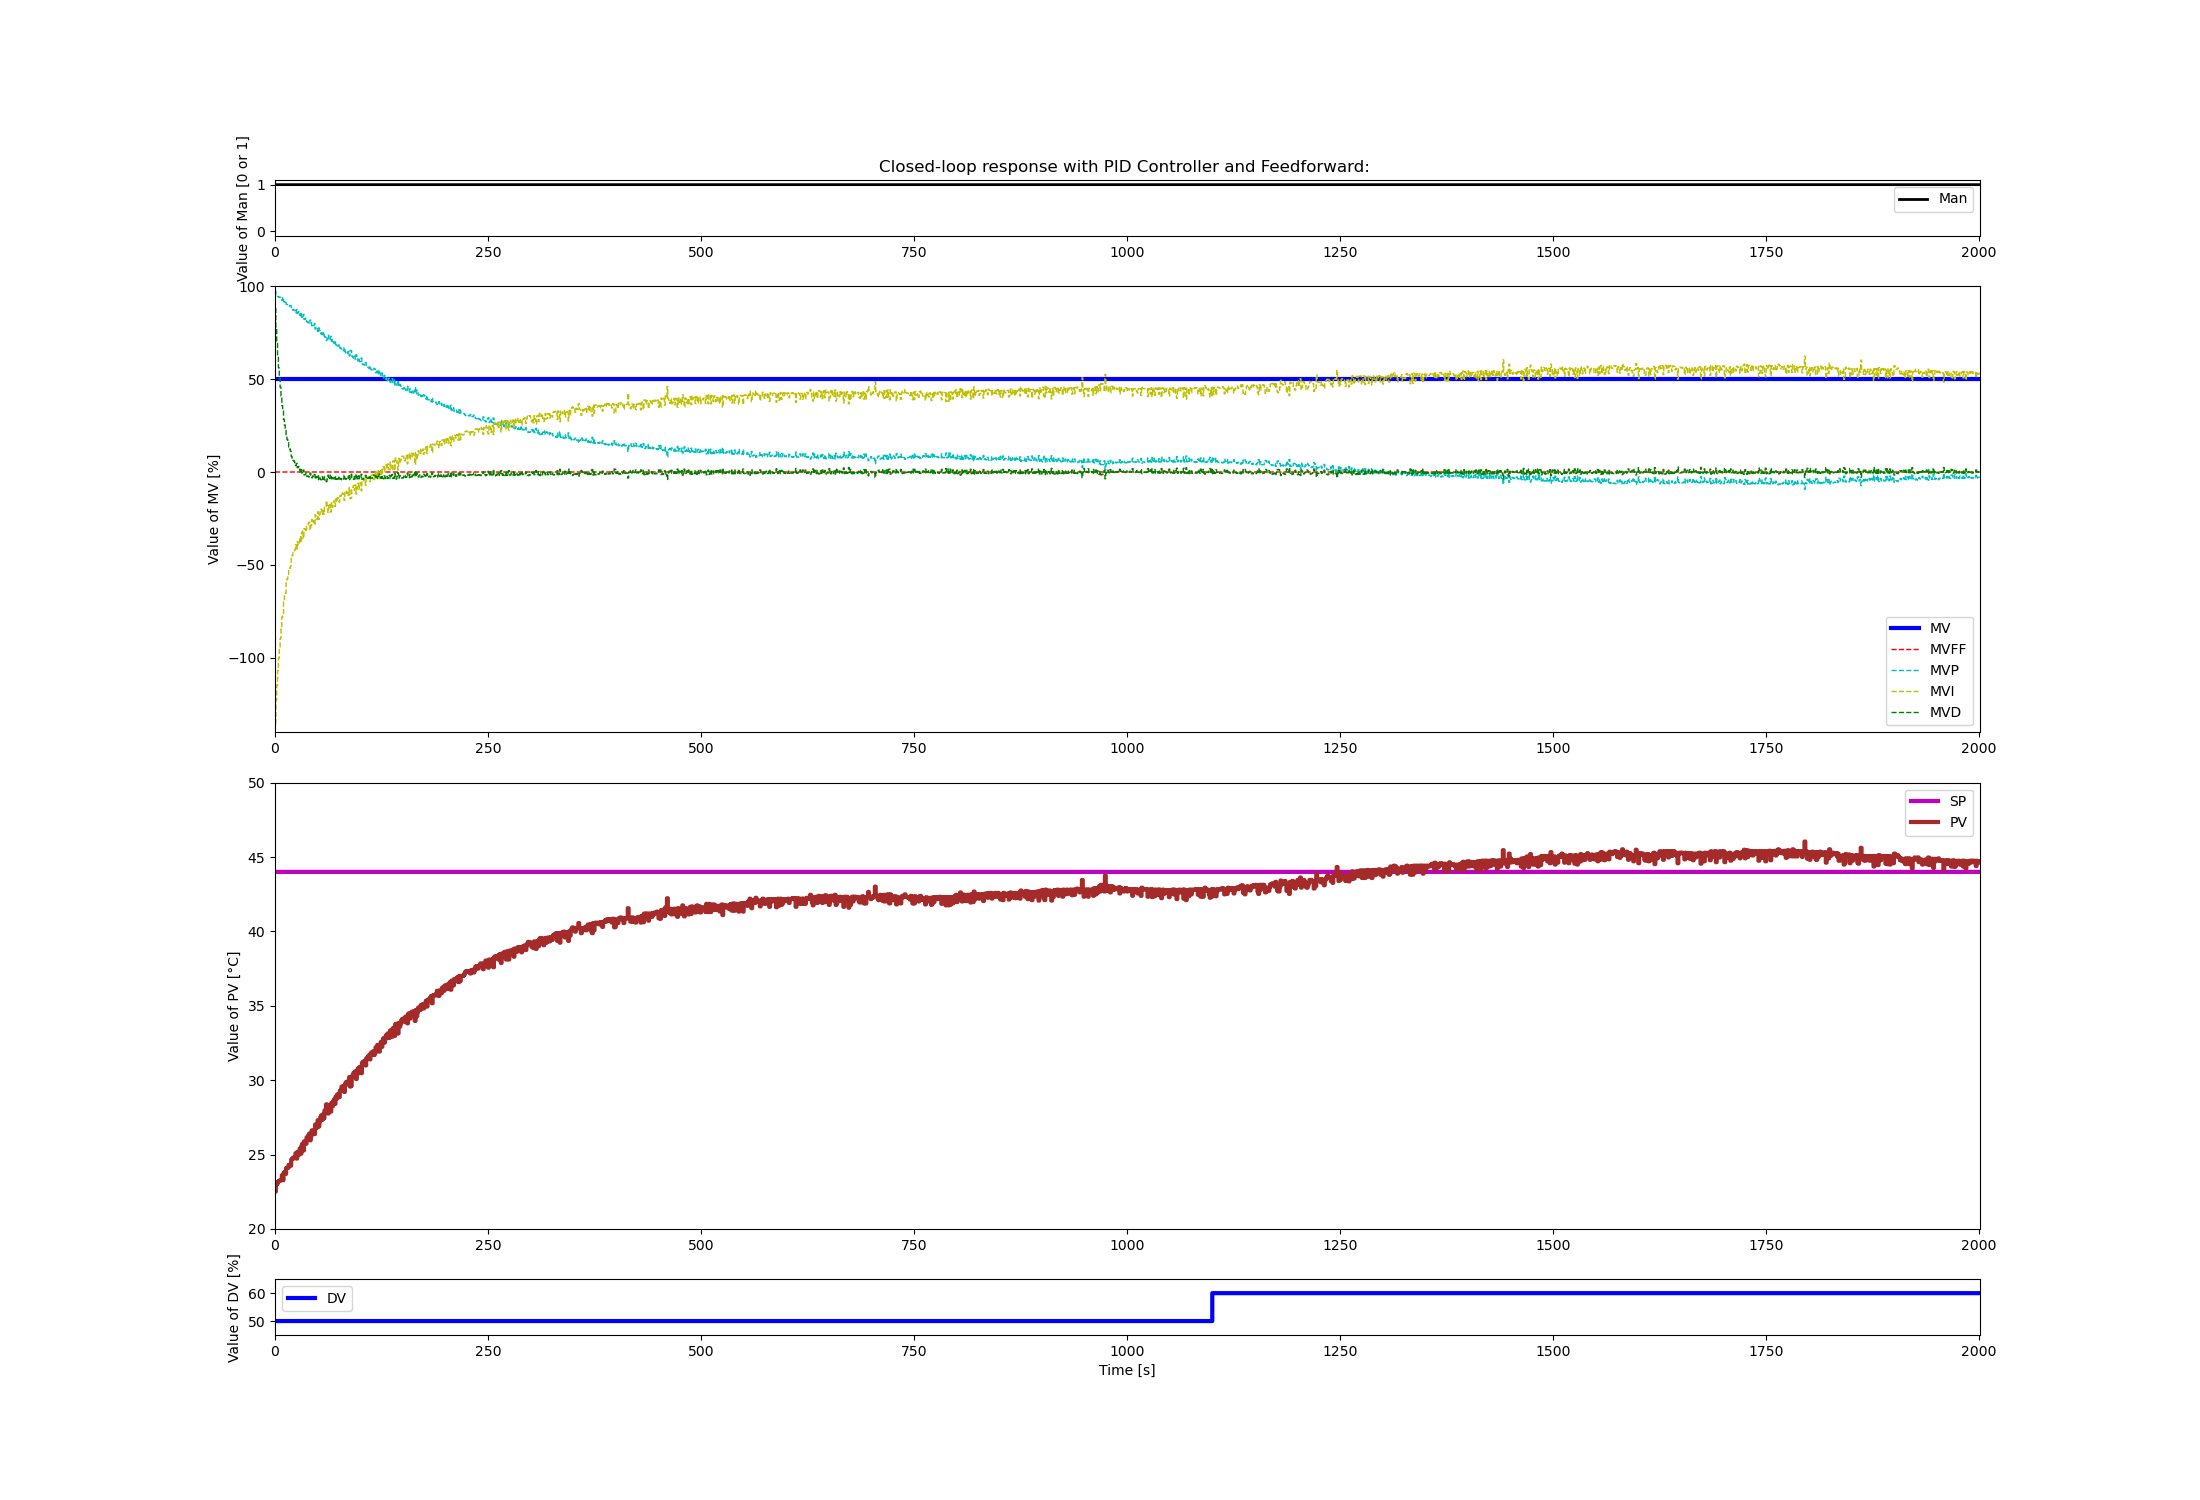 Closed-loop response with PID Controller and Feedforward:
Value of Man [0 or 1]
1
0
Man
0 250 500 750 1000 1250 1500 1750 2000
Value of MV [%]
100
50
0
−50
−100
MV
MVFF
MVP
MVI
MVD
0 250 500 750 1000 1250 1500 1750 2000
Value of PV [°C]
50
45
40
35
30
25
20
SP
PV
0 250 500 750 1000 1250 1500 1750 2000
Value of DV [%]
60
50
DV
0 250 500 750 1000 1250 1500 1750 2000
Time [s]